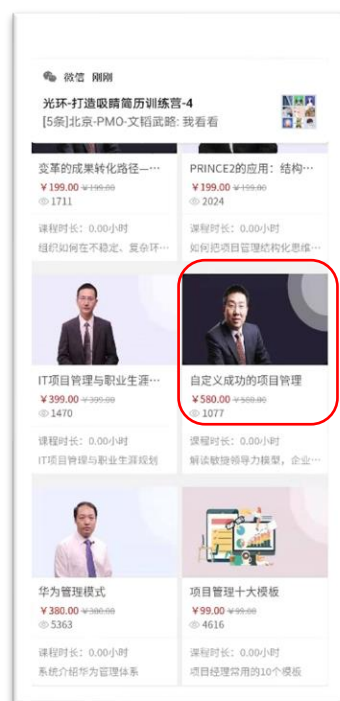 微信 刚刚
光环-打造吸睛简历训练营-4
[5条]北京-PMO-文韬武略: 我看看
变革的成果转化路径—…
￥199.00 ￥199.00
1711
课程时长：0.00小时
组织如何在不稳定、复杂环…
PRINCE2的应用：结构…
￥199.00 ￥199.00
2024
课程时长：0.00小时
如何把项目管理结构化思维…
IT项目管理与职业生涯…
￥399.00 ￥399.00
1470
课程时长：0.00小时
IT项目管理与职业生涯规划
自定义成功的项目管理
￥580.00 ￥580.00
1077
课程时长：0.00小时
解读敏捷领导力模型，企业…
华为管理模式
￥380.00 ￥380.00
5363
课程时长：0.00小时
系统介绍华为管理体系
项目管理十大模板
￥99.00 ￥99.00
4616
课程时长：0.00小时
项目经理常用的10个模板